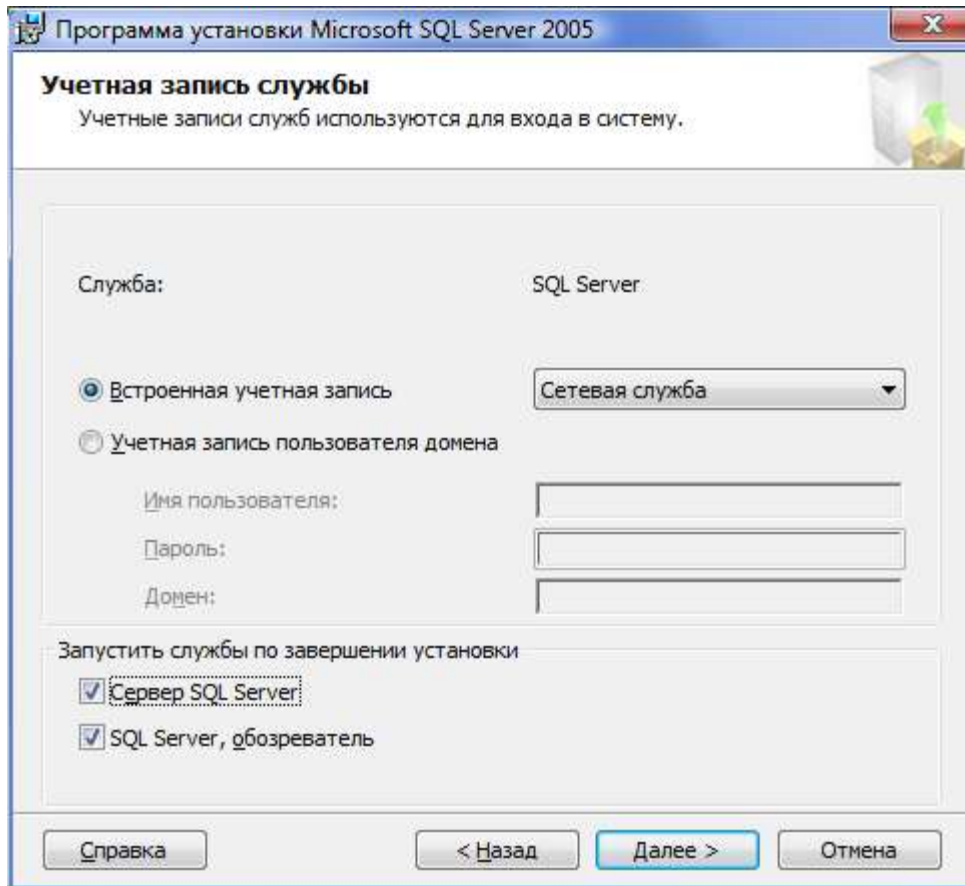 Программа установки Microsoft SQL Server 2005
Учетная запись службы
Учетные записи служб используются для входа в систему.
Служба: SQL Server
Встроенная учетная запись Сетевая служба
Учетная запись пользователя домена
Имя пользователя:
Пароль:
Домен:
Запустить службы по завершении установки
Сервер SQL Server
SQL Server, обозреватель
Справка < Назад Далее > Отмена